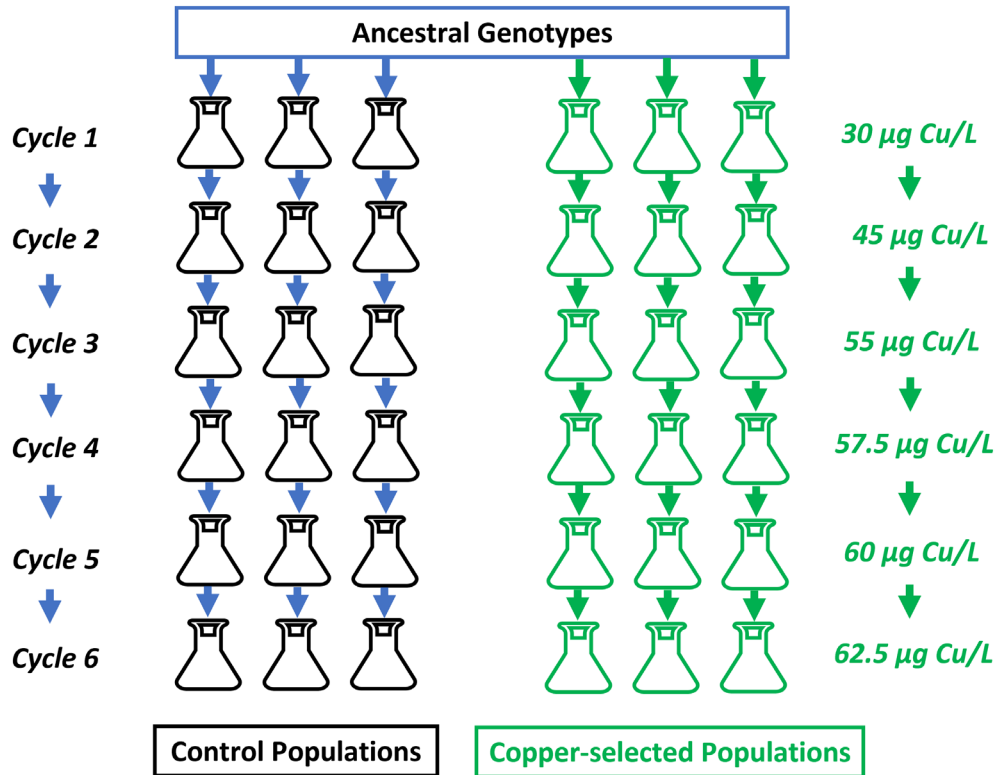 Ancestral Genotypes
Cycle 1
30 µg Cu/L
Cycle 2
45 µg Cu/L
Cycle 3
55 µg Cu/L
Cycle 4
57.5 µg Cu/L
Cycle 5
60 µg Cu/L
Cycle 6
62.5 µg Cu/L
Control Populations
Copper-selected Populations